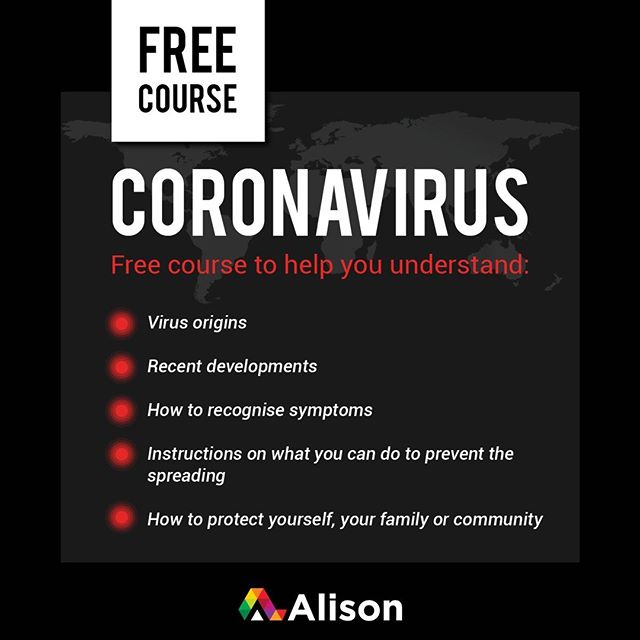 FREE
COURSE
CORONAVIRUS
Free course to help you understand:
Virus origins
Recent developments
How to recognise symptoms
Instructions on what you can do to prevent the
spreading
How to protect yourself, your family or community
Alison